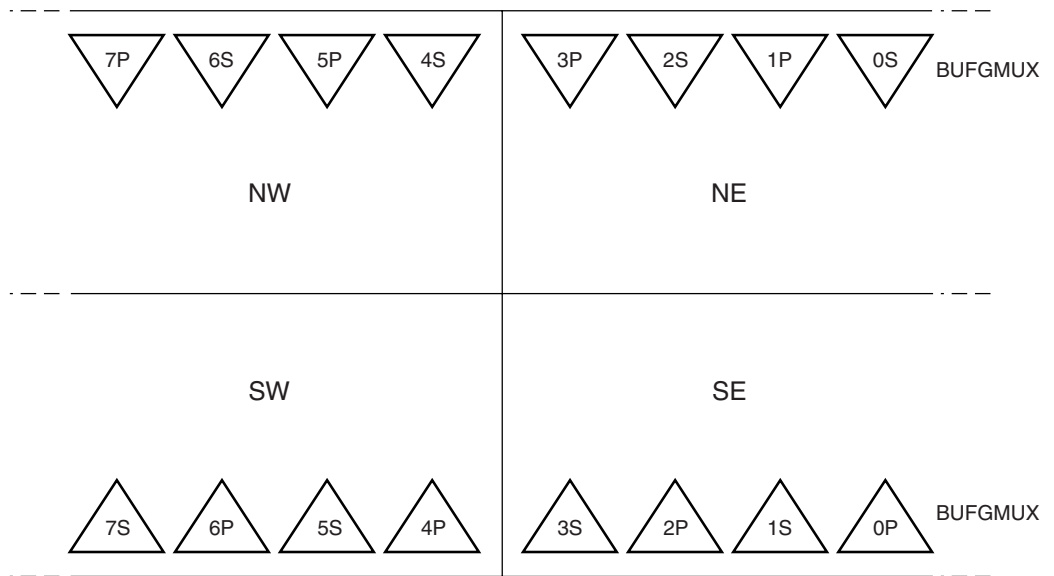 7P 6S 5P 4S 3P 2S 1P 0S BUFGMUX
NW NE
SW SE
7S 6P 5S 4P 3S 2P 1S 0P BUFGMUX